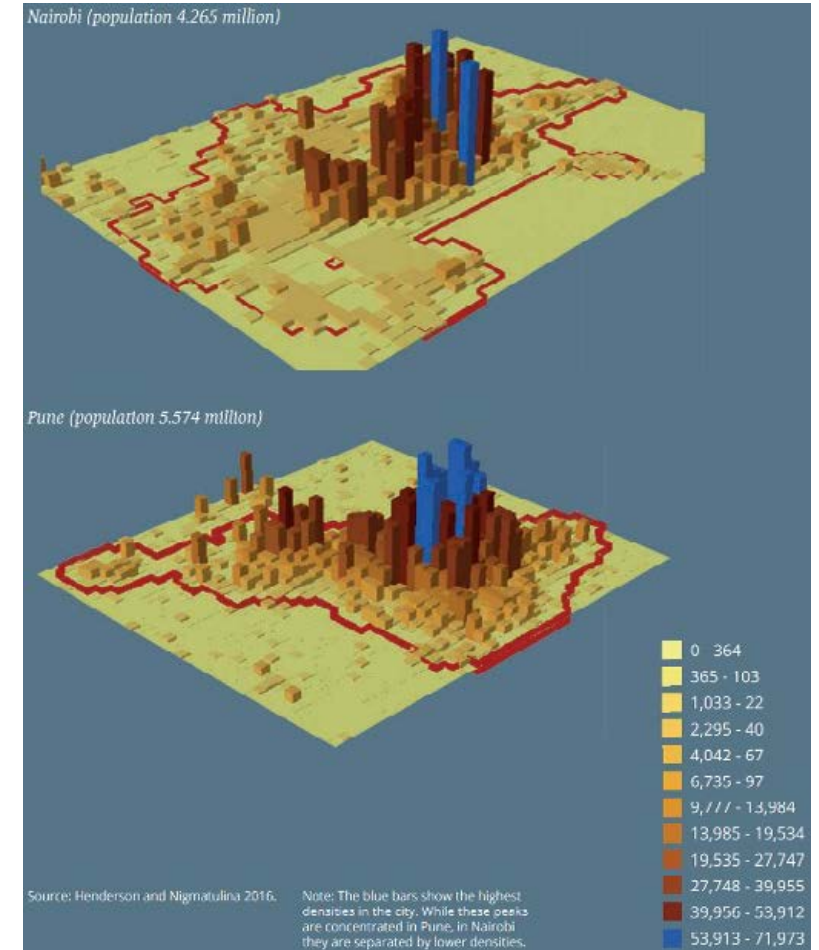 Nairobi (population 4.265 million)
Pune (population 5.574 million)
0 364
365 - 103
1,033 - 22
2,295 - 40
4,042 - 67
6,735 - 97
9,777 - 13,984
13,985 - 19,534
19,535 - 27,747
27,748 - 39,955
39,956 - 53,912
53,913 - 71,973
Source: Henderson and Nigmatulina 2016.
Note: The blue bars show the highest
densities in the city. While these peaks
are concentrated in Pune, in Nairobi
they are separated by lower densities.